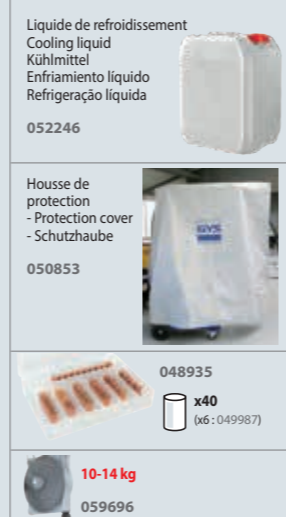 Liquide de refroidissement
Cooling liquid
Kühlmittel
Enfriamiento líquido
Refrigeração líquida
052246
Housse de
protection
- Protection cover
- Schutzhaube
050853
GYS
048935
x40
(x6 : 049987)
10-14 kg
059696